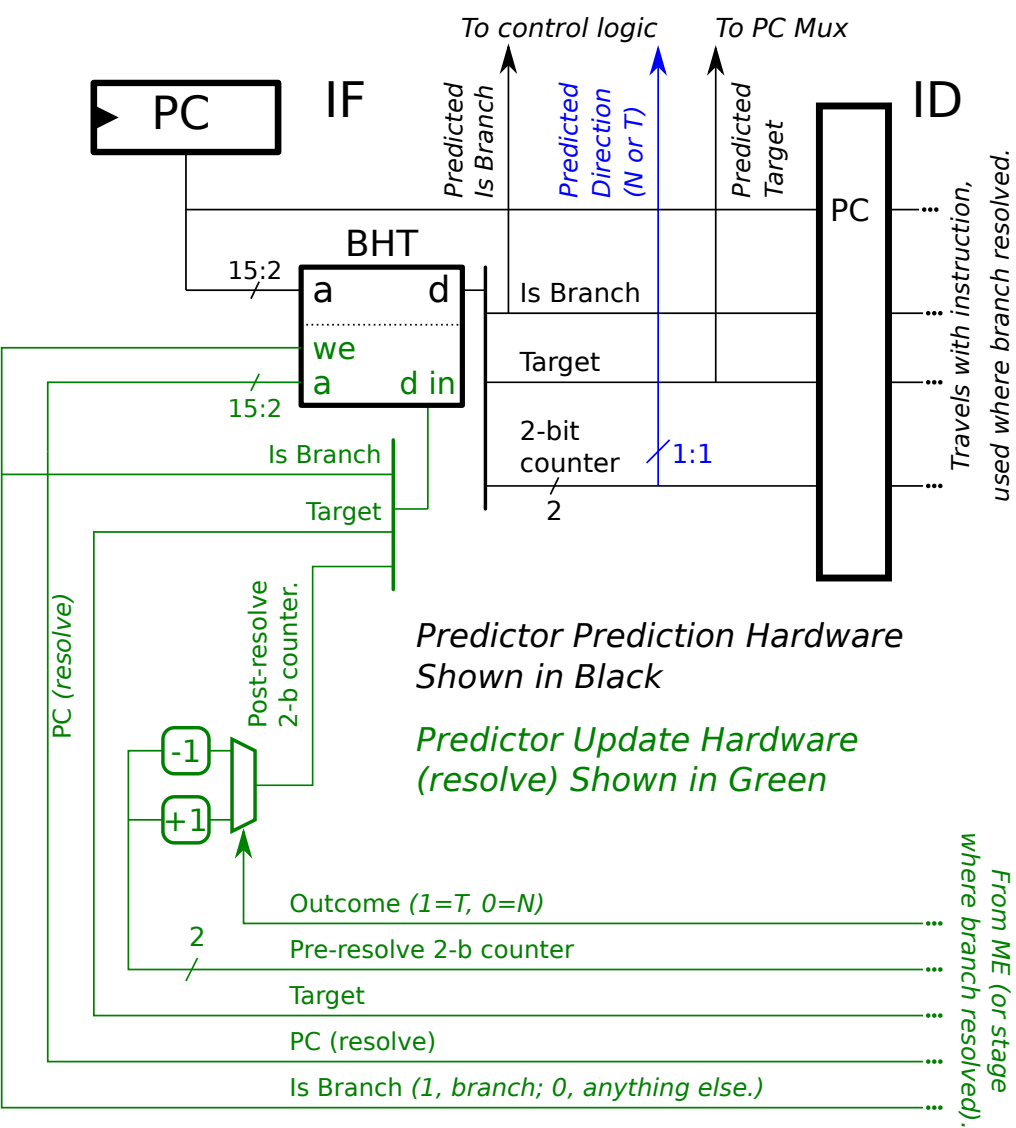 To control logic
To PC Mux
PC
IF
ID
Predicted
Is Branch
Predicted
Direction
(N or T)
Predicted
Target
PC
BHT
15:2
a
d
we
a
d in
15:2
Is Branch
Target
2-bit
counter
2
1:1
Travels with instruction,
used where branch resolved.
Is Branch
Target
PC (resolve)
Post-resolve
2-b counter.
Predictor Prediction Hardware
Shown in Black
Predictor Update Hardware
(resolve) Shown in Green
-1
+1
Outcome (1=T, 0=N)
2
Pre-resolve 2-b counter
Target
PC (resolve)
Is Branch (1, branch; 0, anything else.)
From ME (or stage
where branch resolved).